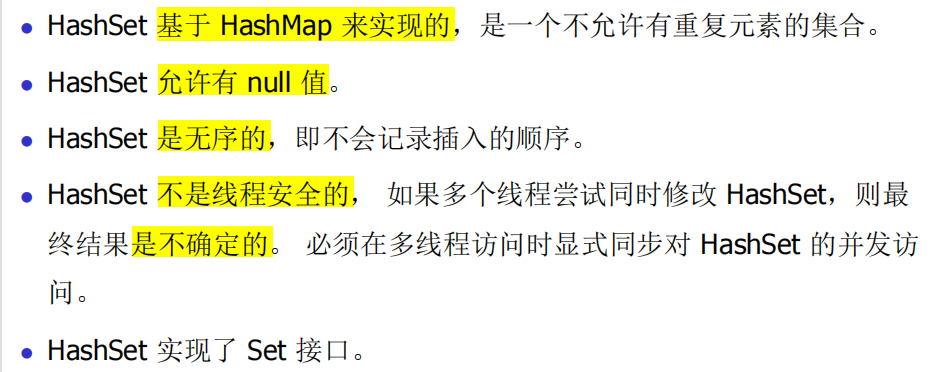 • HashSet 基于 HashMap 来实现的，是一个不允许有重复元素的集合。
• HashSet 允许有 null 值。
• HashSet 是无序的，即不会记录插入的顺序。
• HashSet 不是线程安全的， 如果多个线程尝试同时修改 HashSet，则最
终结果是不确定的。 必须在多线程访问时显式同步对 HashSet 的并发访
问。
• HashSet 实现了 Set 接口。